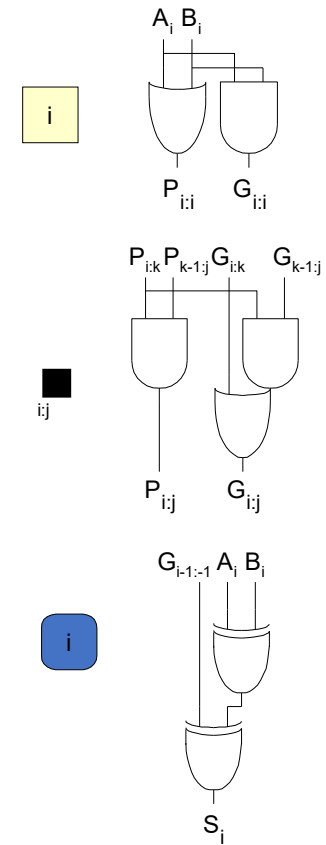 A_i B_i
i
P_i:i G_i:i
P_i:k P_k-1:j G_i:k G_k-1:j
i:j
P_i:j G_i:j
G_i-1:-1 A_i B_i
i
S_i